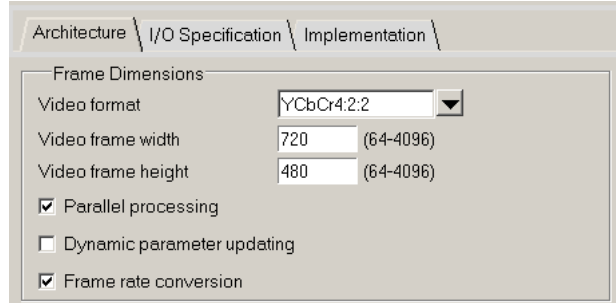 Architecture I/O Specification Implementation
Frame Dimensions
Video format YCbCr4:2:2
Video frame width 720 (64-4096)
Video frame height 480 (64-4096)
Parallel processing
Dynamic parameter updating
Frame rate conversion